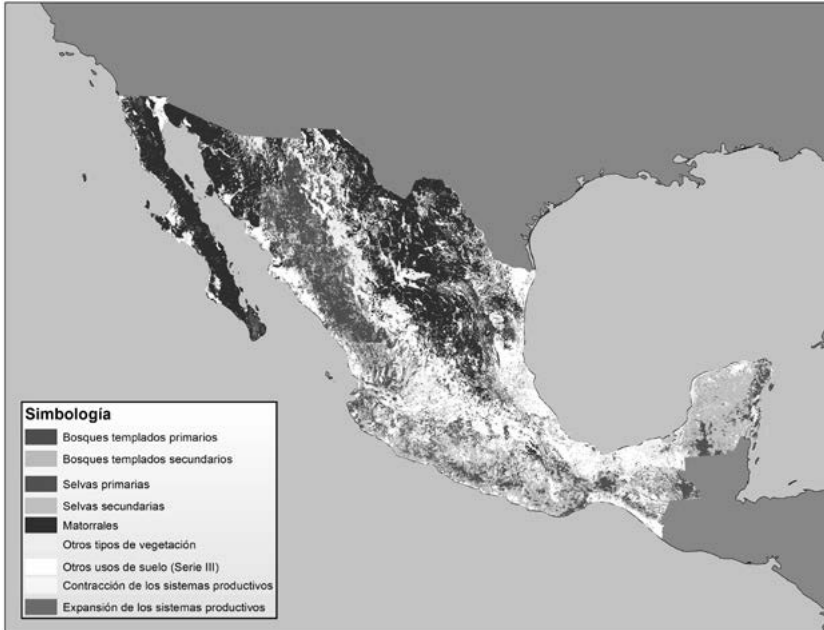 Simbología
Bosques templados primarios
Bosques templados secundarios
Selvas primarias
Selvas secundarias
Matorrales
Otros tipos de vegetación
Otros usos de suelo (Serie III)
Contracción de los sistemas productivos
Expansión de los sistemas productivos